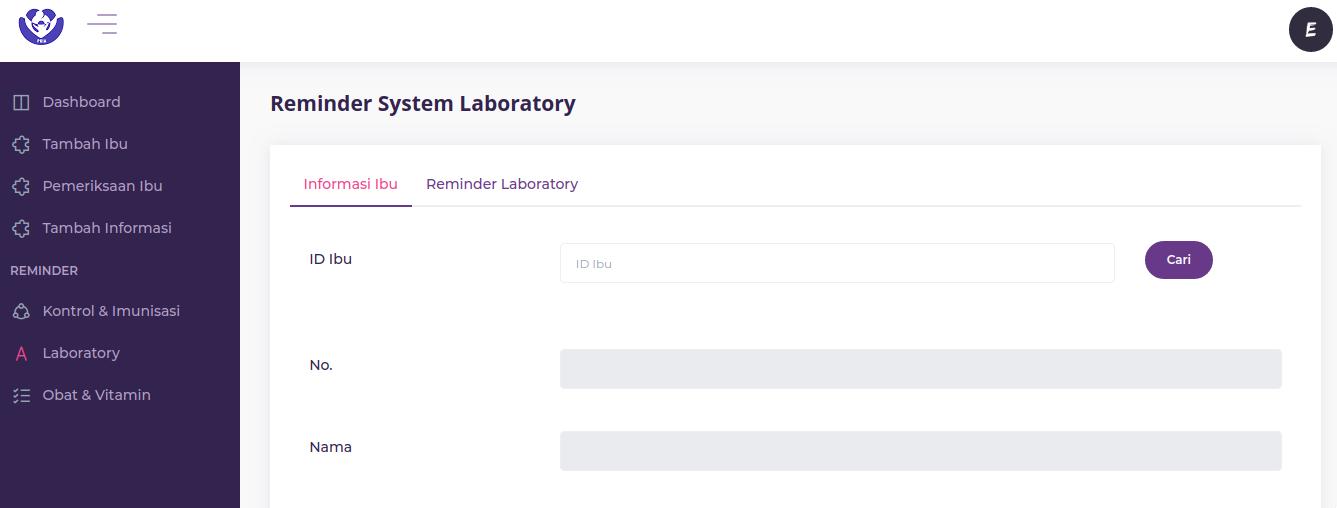 E
Dashboard
Tambah Ibu
Pemeriksaan Ibu
Tambah Informasi
REMINDER
Kontrol & Imunisasi
Laboratory
Obat & Vitamin
Reminder System Laboratory
Informasi Ibu
Reminder Laboratory
ID Ibu
ID Ibu
Cari
No.
Nama